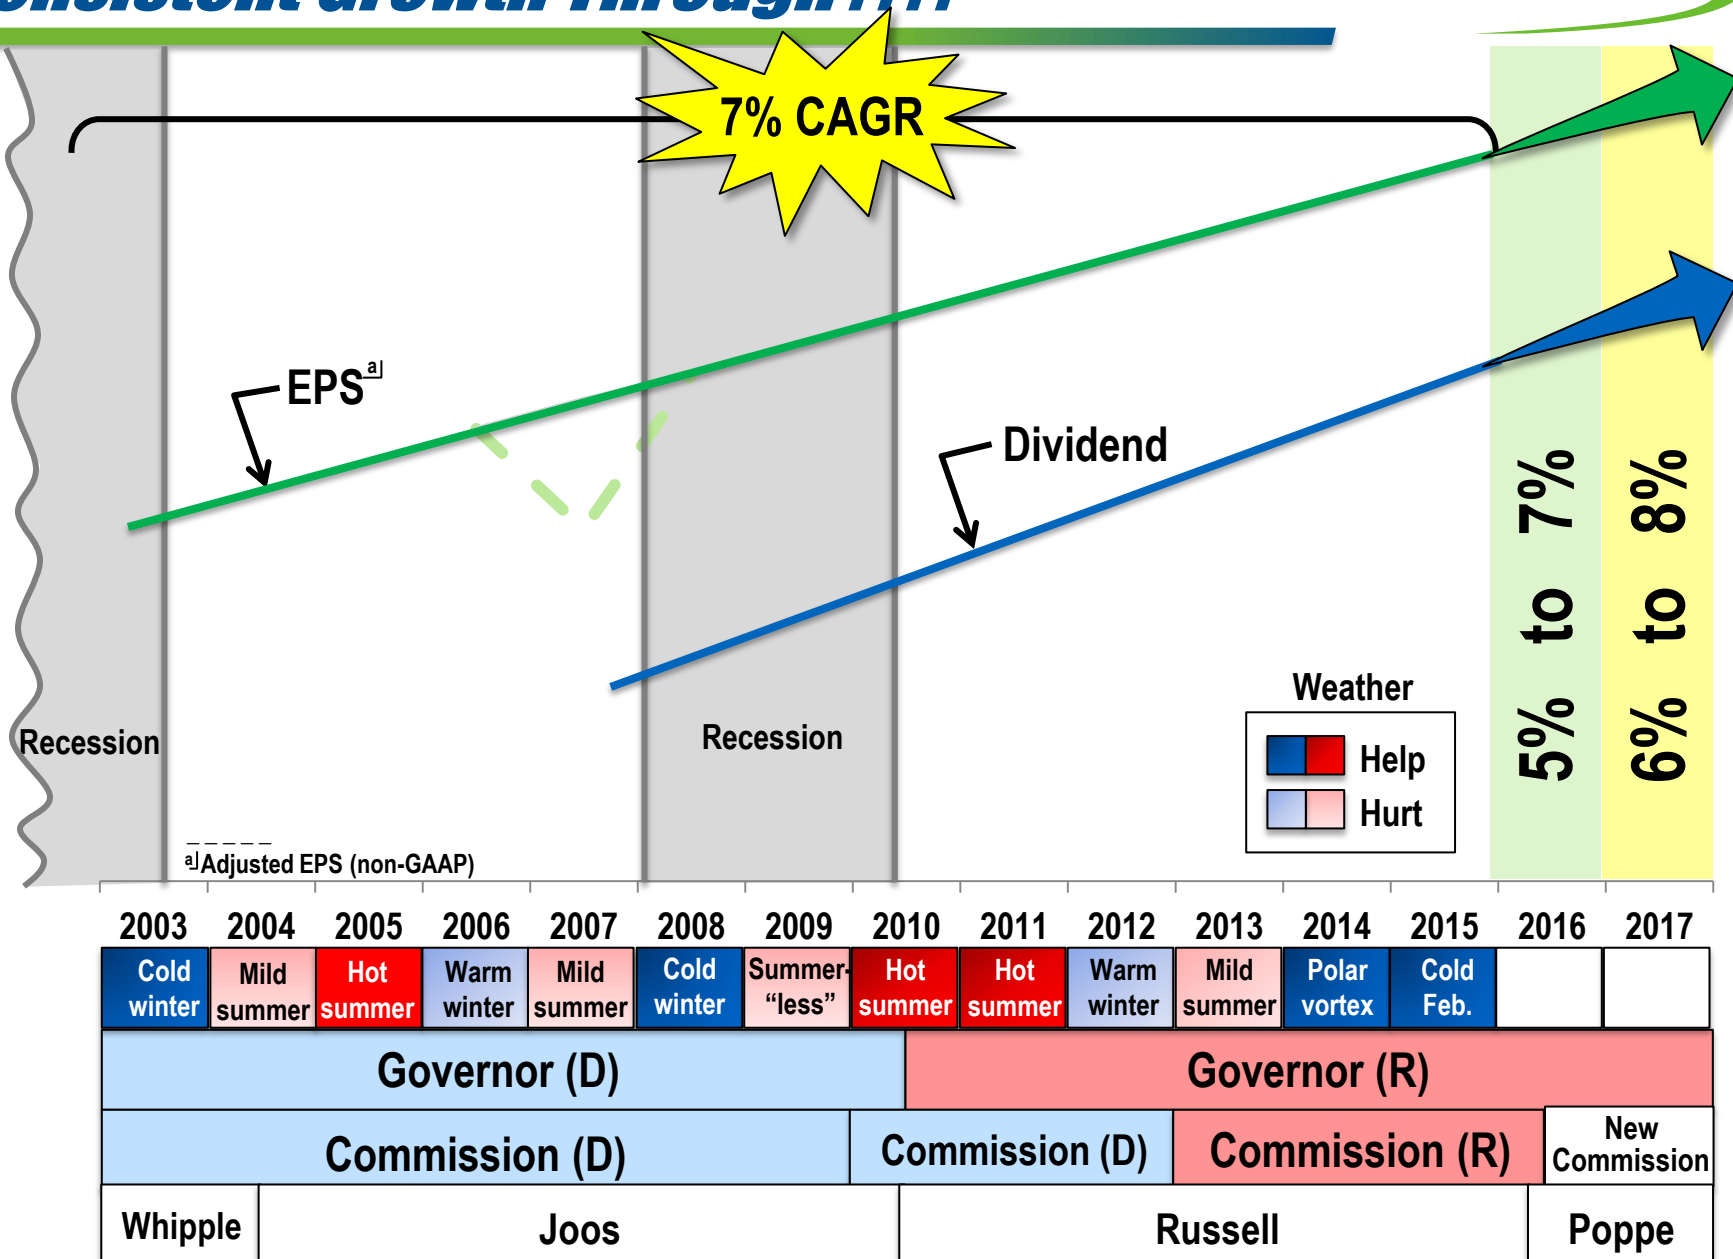 Growth Through . . . .
7% CAGR
EPS a]
Dividend
Recession
Recession
5% to 7%
6% to 8%
Weather
Help
Hurt
a] Adjusted EPS (non-GAAP)
2003 2004 2005 2006 2007 2008 2009 2010 2011 2012 2013 2014 2015 2016 2017
Cold winter
Mild summer
Hot summer
Warm winter
Mild summer
Cold winter
Summer-“less”
Hot summer
Hot summer
Warm winter
Mild summer
Polar vortex
Cold Feb.
Governor (D) Governor (R)
Commission (D) Commission (D) Commission (R) New Commission
Whipple Joos Russell Poppe